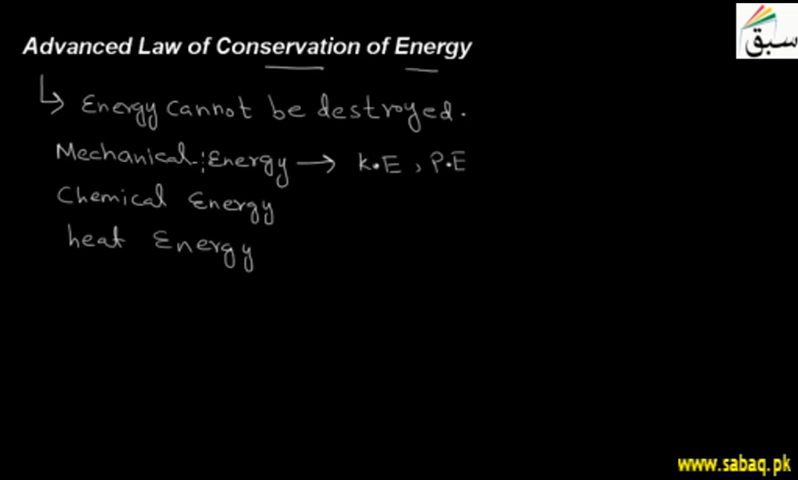 Advanced Law of Conservation of Energy
سبق
Energy cannot be destroyed.
Mechanical Energy → K.E , P.E
Chemical Energy
heat Energy
www.sabaq.pk